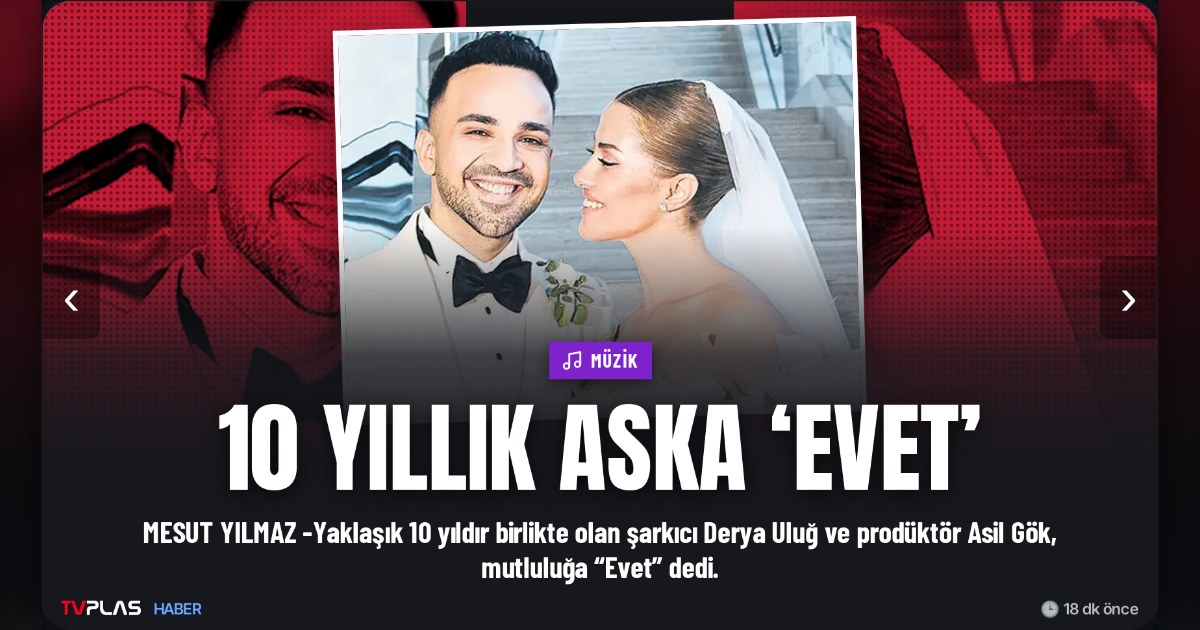 MÜZİK
10 YILLIK ASKA ‘EVET’
MESUT YILMAZ -Yaklaşık 10 yıldır birlikte olan şarkıcı Derya Uluğ ve prodüktör Asil Gök,
mutluluğa “Evet” dedi.
TVPLAS HABER
18 dk önce